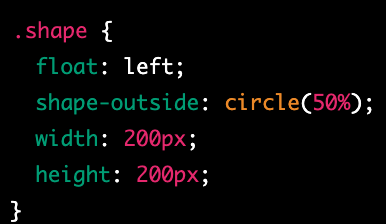 .shape {
  float: left;
  shape-outside: circle(50%);
  width: 200px;
  height: 200px;
}